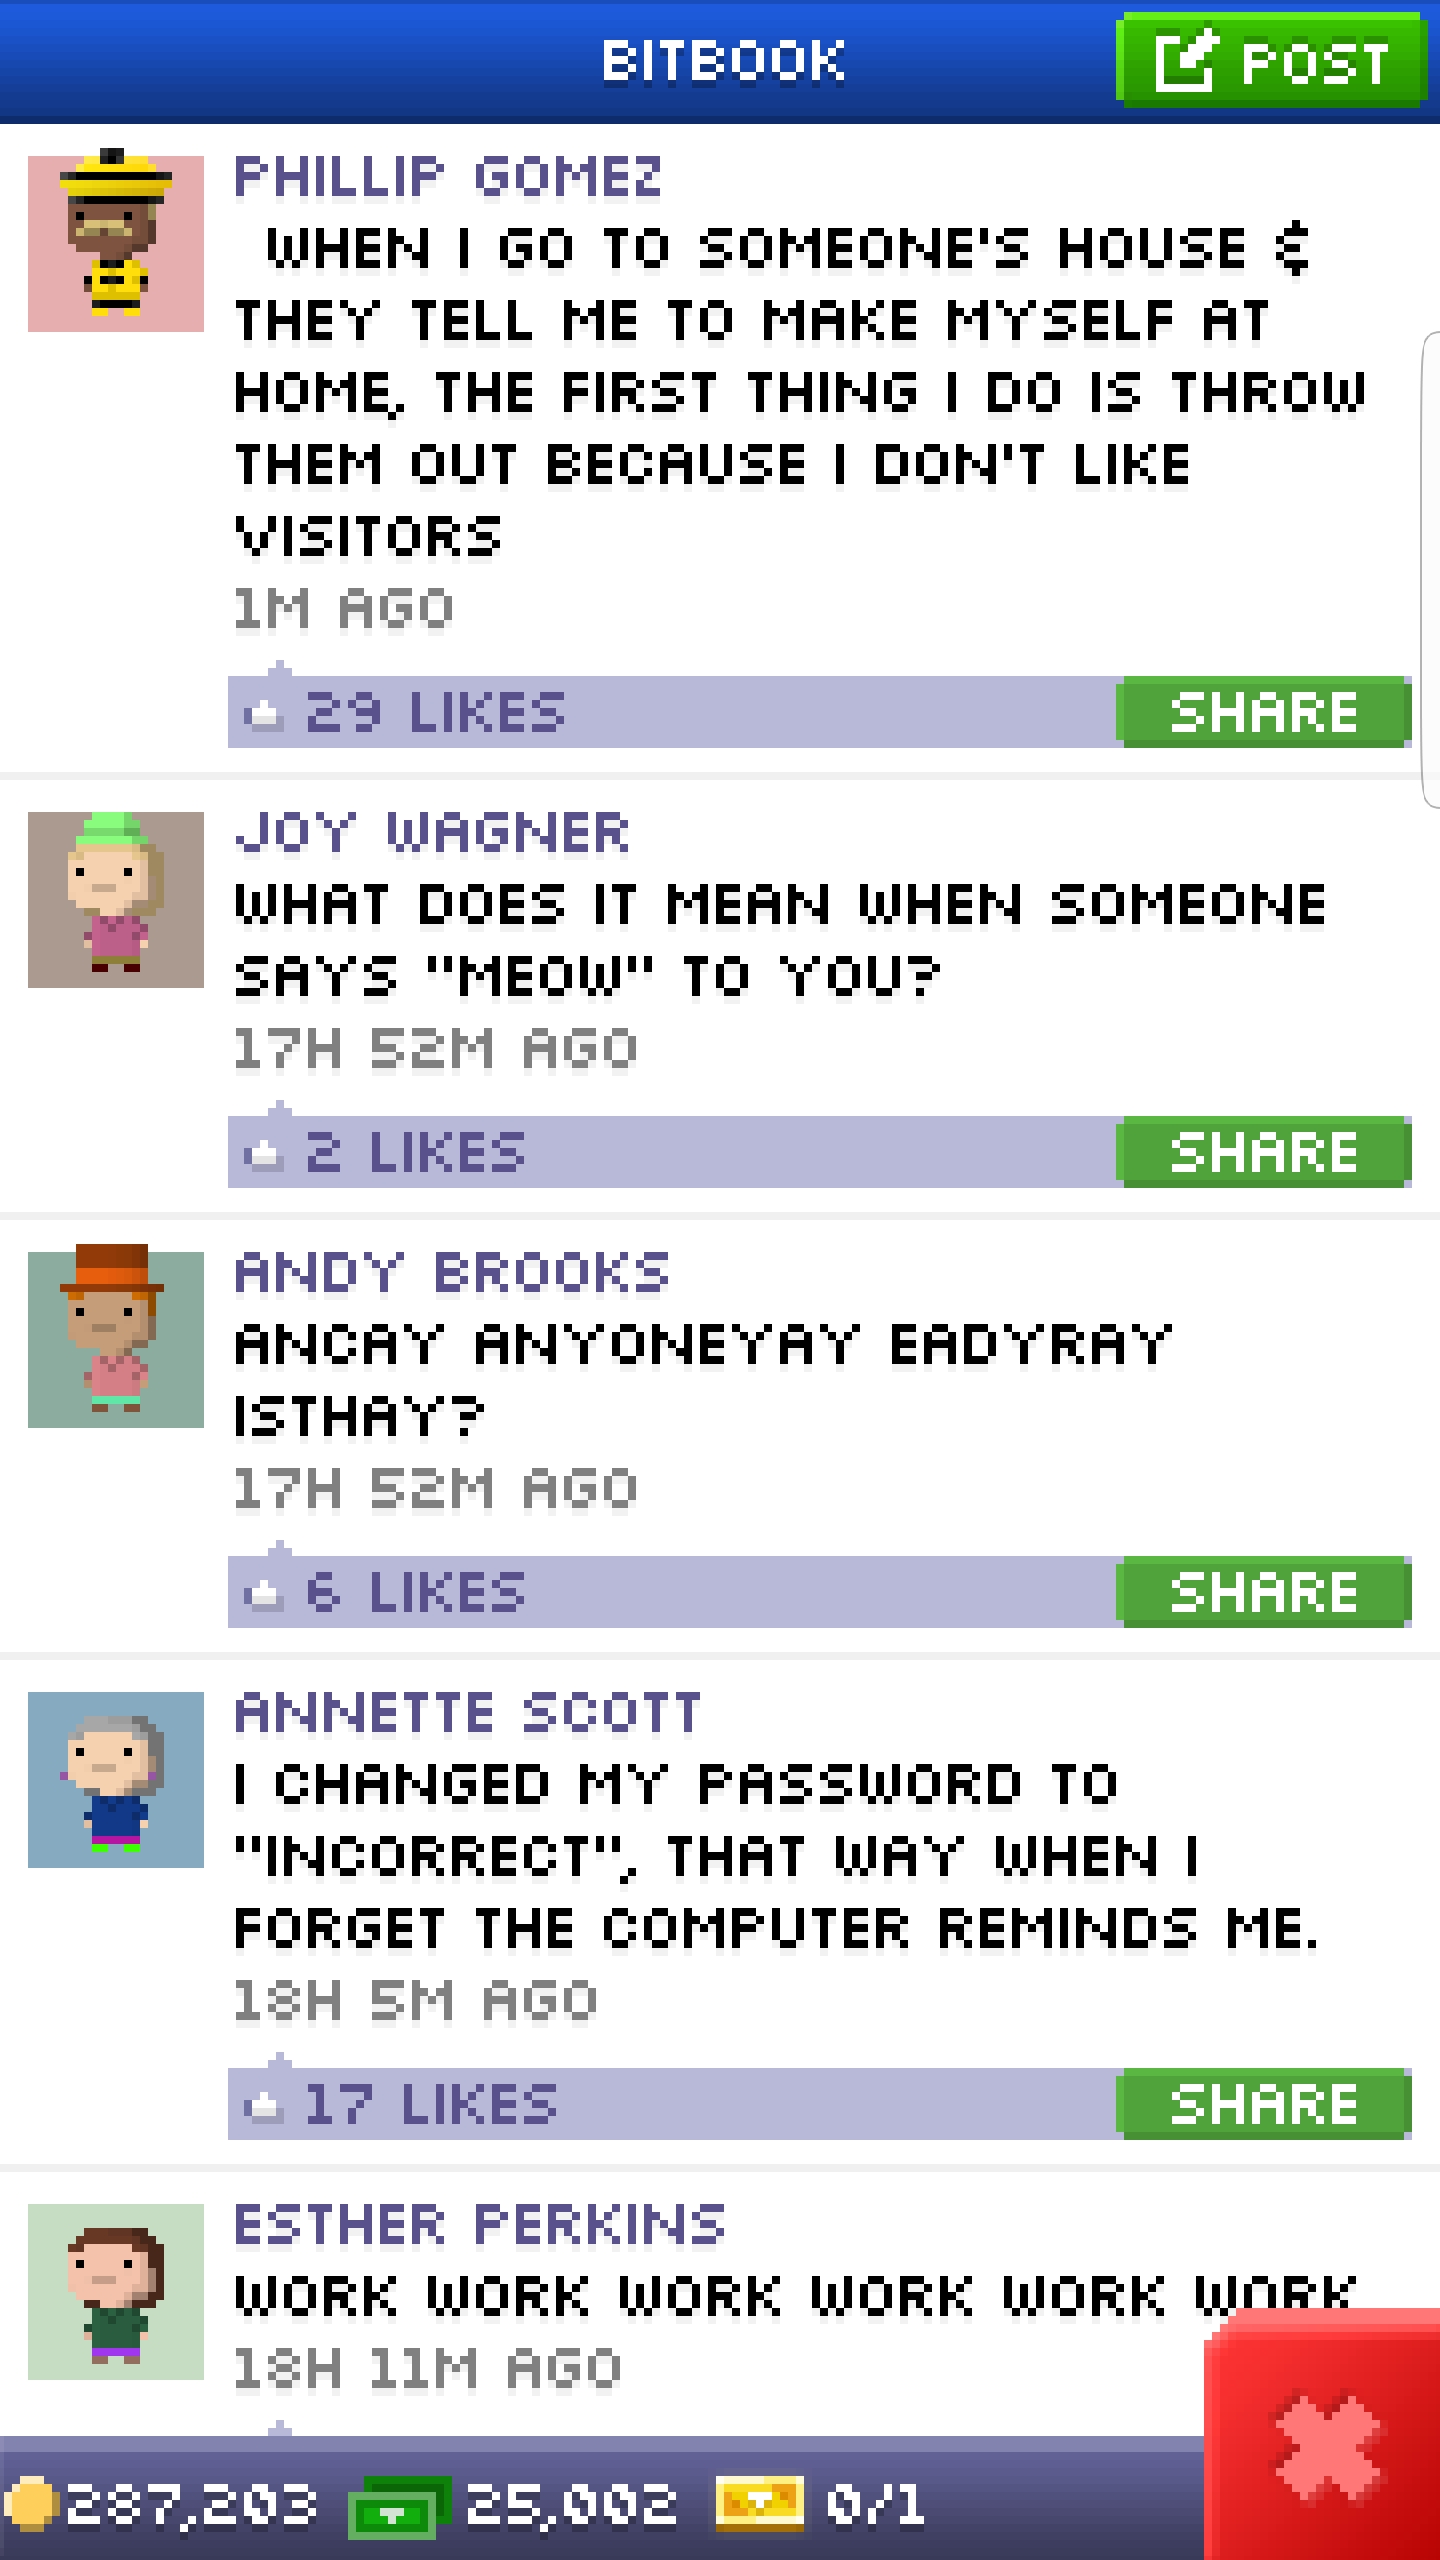 BITBOOK
POST
PHILLIP GOMEZ
WHEN I GO TO SOMEONE'S HOUSE &
THEY TELL ME TO MAKE MYSELF AT
HOME, THE FIRST THING I DO IS THROW
THEM OUT BECAUSE I DON'T LIKE
VISITORS
1M AGO
29 LIKES
SHARE
JOY WAGNER
WHAT DOES IT MEAN WHEN SOMEONE
SAYS "MEOW" TO YOU?
17H 52M AGO
2 LIKES
SHARE
ANDY BROOKS
ANCAY ANYONEYAY EADYRAY
ISTHAY?
17H 52M AGO
6 LIKES
SHARE
ANNETTE SCOTT
I CHANGED MY PASSWORD TO
"INCORRECT", THAT WAY WHEN I
FORGET THE COMPUTER REMINDS ME.
18H 5M AGO
17 LIKES
SHARE
ESTHER PERKINS
WORK WORK WORK WORK WORK WORK
18H 11M AGO
287,203
25,002
0/1